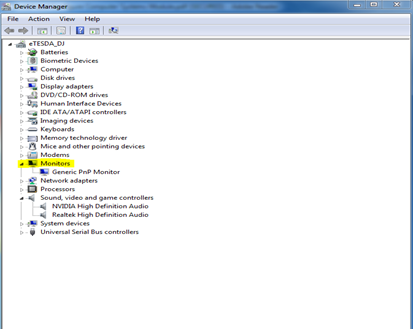 Device Manager
File Action View Help
eTESDA_DJ
Batteries
Biometric Devices
Computer
Disk drives
Display adapters
DVD/CD-ROM drives
Human Interface Devices
IDE ATA/ATAPI controllers
Imaging devices
Keyboards
Memory technology driver
Mice and other pointing devices
Modems
Monitors
Generic PnP Monitor
Network adapters
Processors
Sound, video and game controllers
NVIDIA High Definition Audio
Realtek High Definition Audio
System devices
Universal Serial Bus controllers